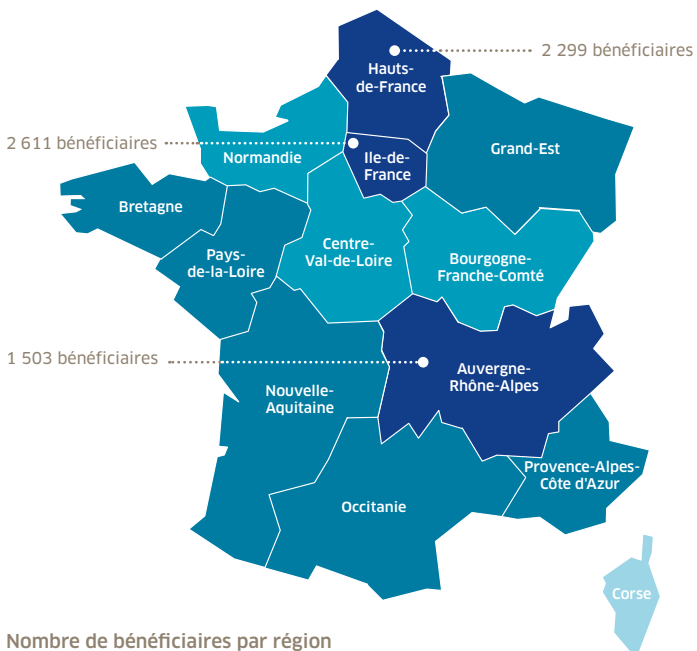 2 299 bénéficiaires
Hauts-
de-France
2 611 bénéficiaires
Normandie
Ile-de-
France
Grand-Est
Bretagne
Pays-
de-la-Loire
Centre-
Val-de-Loire
Bourgogne-
Franche-Comté
1 503 bénéficiaires
Auvergne-
Rhône-Alpes
Nouvelle-
Aquitaine
Provence-Alpes-
Côte d'Azur
Occitanie
Corse
Nombre de bénéficiaires par région